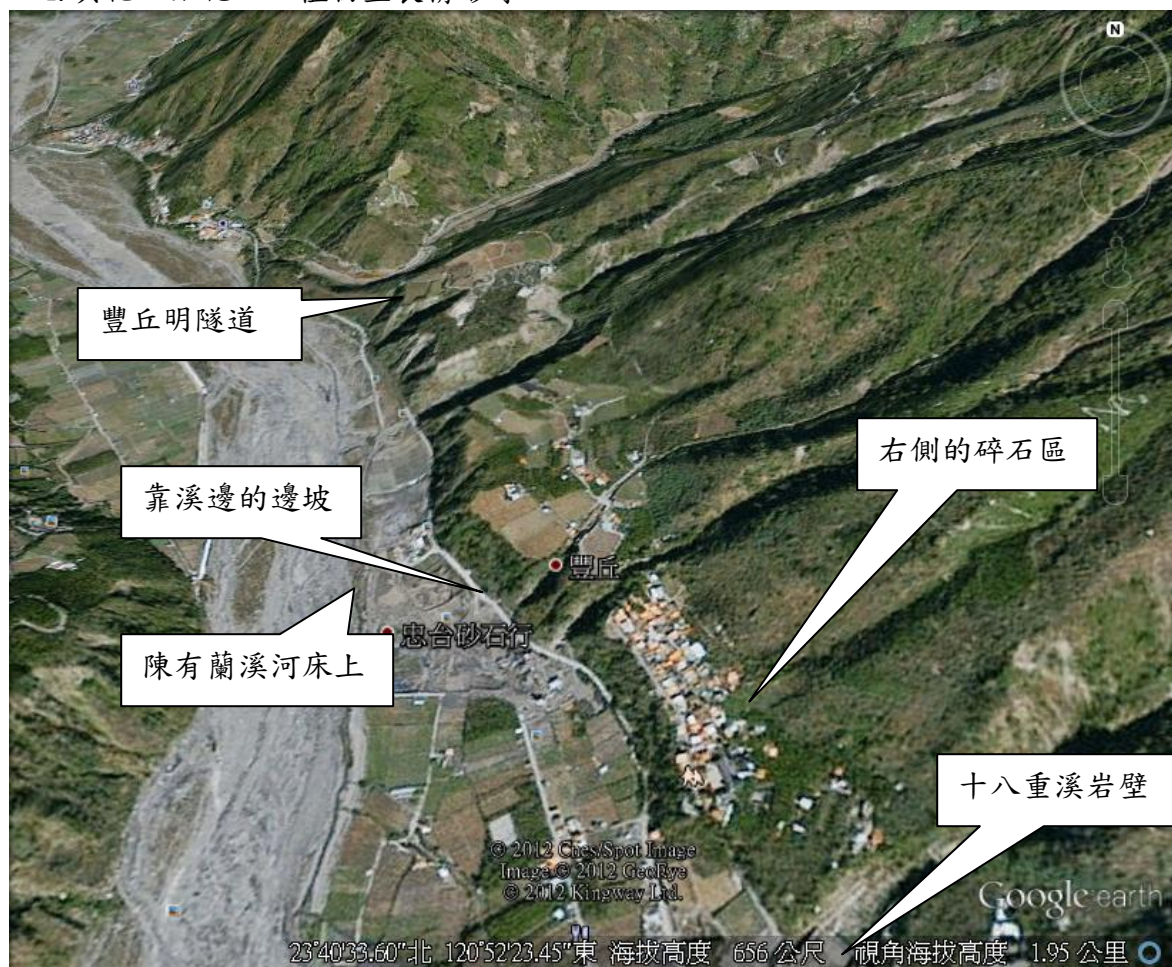 N
豐丘明隧道
右側的碎石區
靠溪邊的邊坡
豐丘
忠台砂石行
陳有蘭溪河床上
十八重溪岩壁
© 2012 Cnes/Spot Image
Image © 2012 GeoEye
© 2012 Kingway Ltd.
Google earth
23°40'33.60"北 120°52'23.45"東 海拔高度 656 公尺 視角海拔高度 1.95 公里